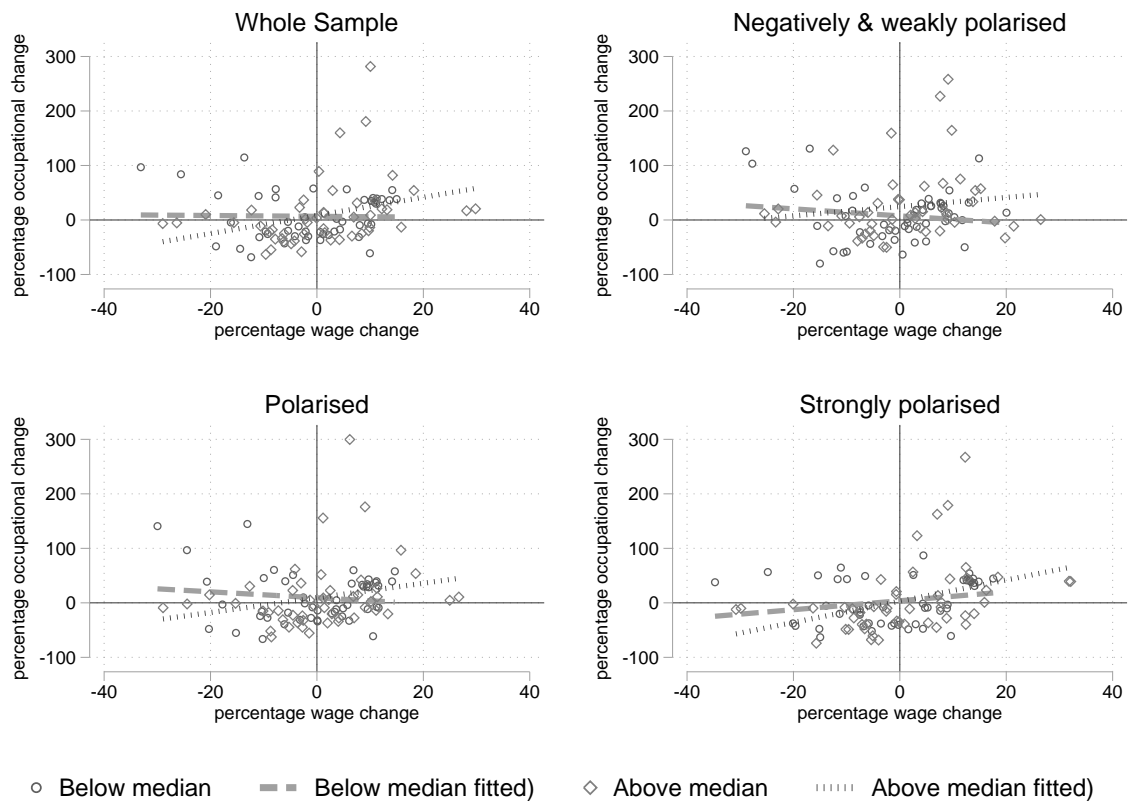 Whole Sample
percentage occupational change
300
200
100
0
-100
-40 -20 0 20 40
percentage wage change
Negatively & weakly polarised
percentage occupational change
300
200
100
0
-100
-40 -20 0 20 40
percentage wage change
Polarised
percentage occupational change
300
200
100
0
-100
-40 -20 0 20 40
percentage wage change
Strongly polarised
percentage occupational change
300
200
100
0
-100
-40 -20 0 20 40
percentage wage change
Below median Below median fitted) Above median Above median fitted)